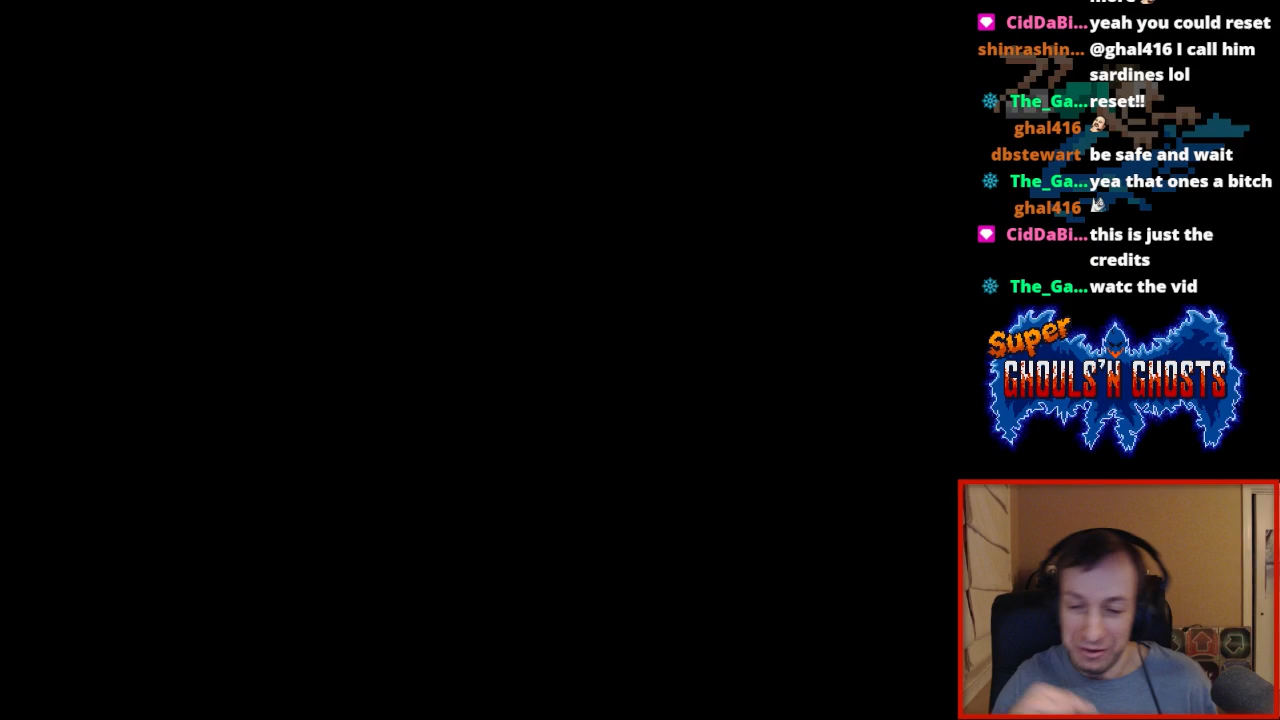 CidDaBi... yeah you could reset
shinrashin... @ghal416 I call him
sardines lol
The_Ga... reset!!
ghal416
dbstewart be safe and wait
The_Ga... yea that ones a bitch
ghal416
CidDaBi... this is just the
credits
The_Ga... watc the vid
Super
GHOULS'N GHOSTS